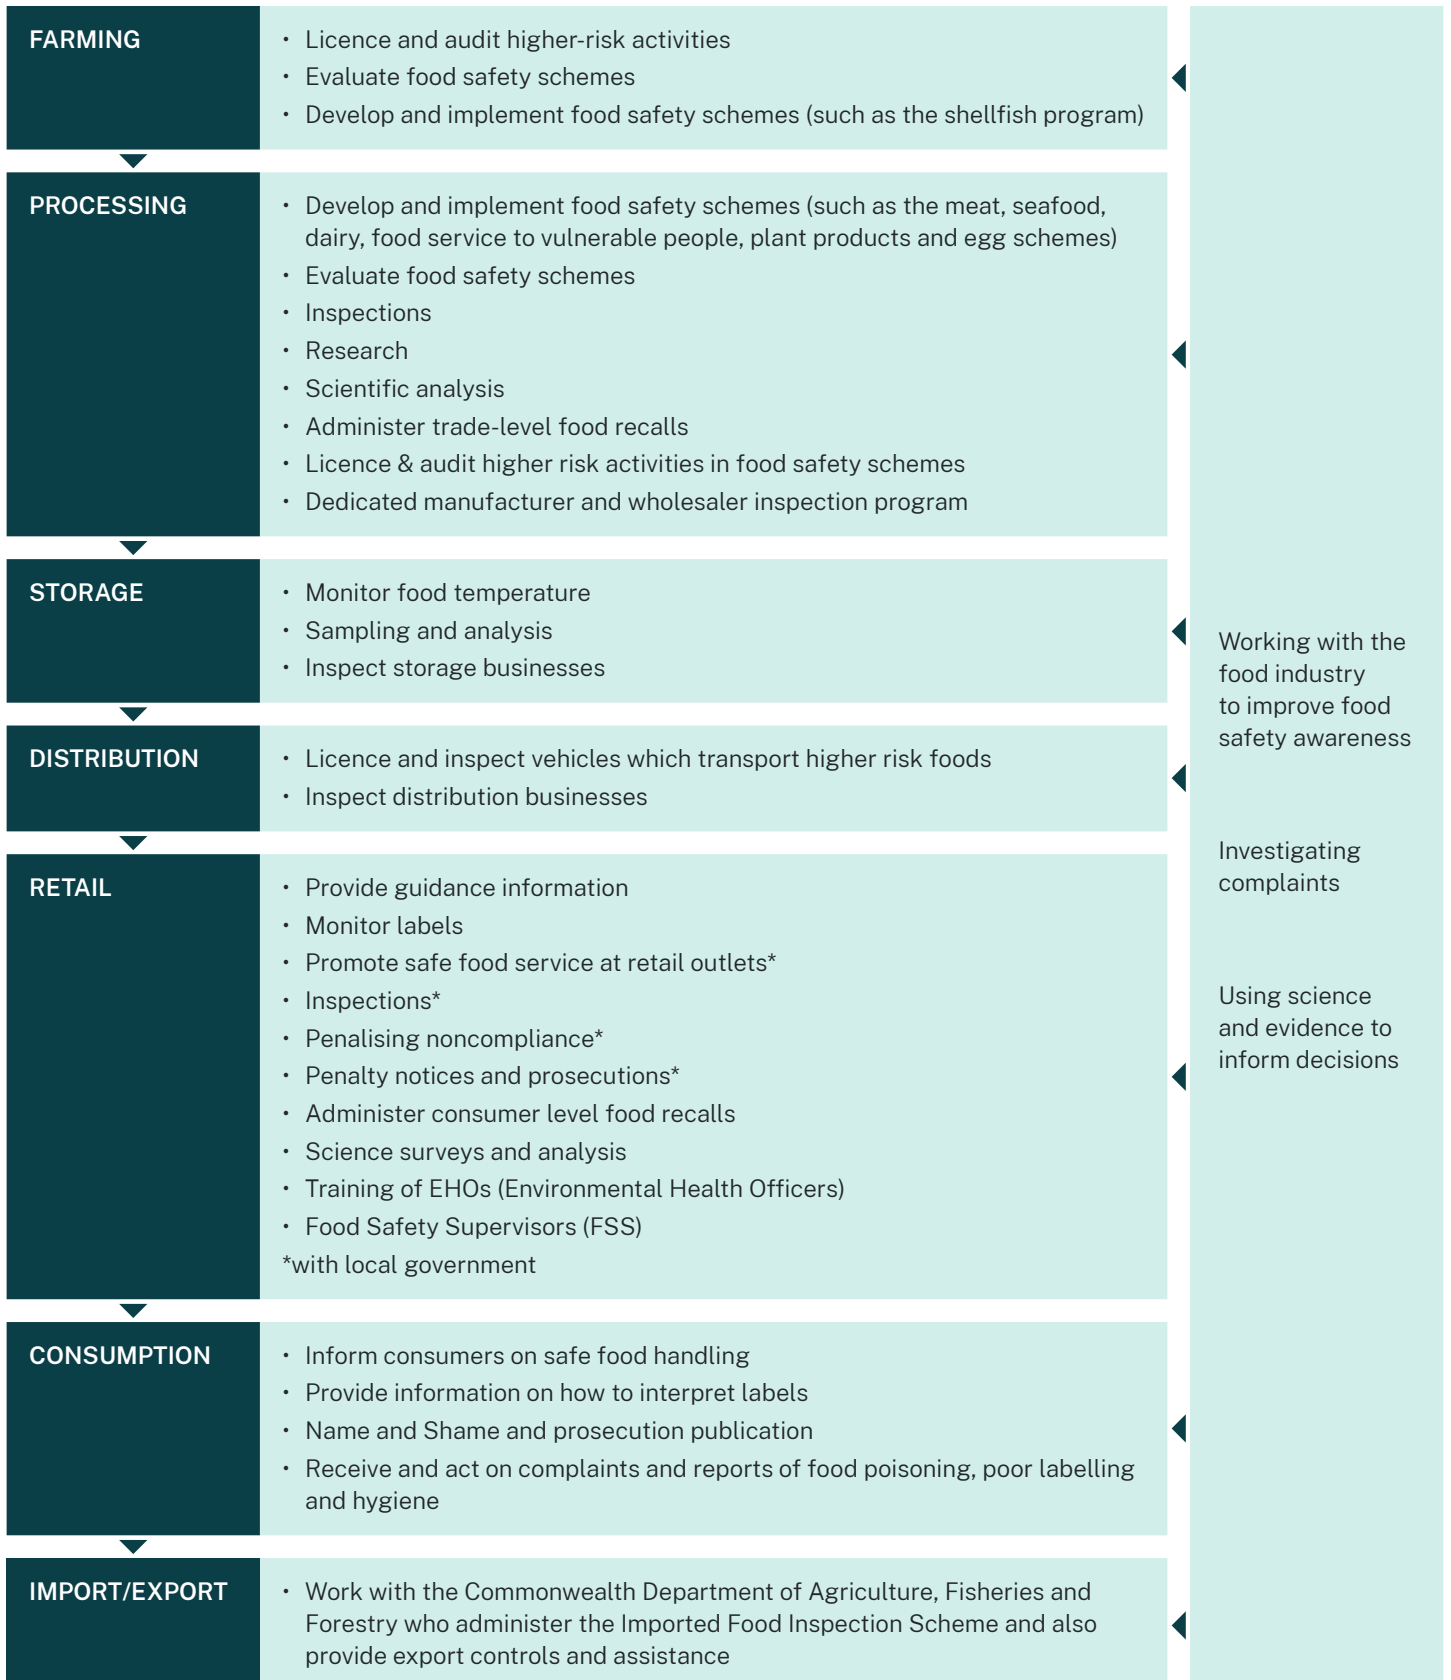 FARMING
• Licence and audit higher-risk activities
• Evaluate food safety schemes
• Develop and implement food safety schemes (such as the shellfish program)
PROCESSING
• Develop and implement food safety schemes (such as the meat, seafood,
dairy, food service to vulnerable people, plant products and egg schemes)
• Evaluate food safety schemes
• Inspections
• Research
• Scientific analysis
• Administer trade-level food recalls
• Licence & audit higher risk activities in food safety schemes
• Dedicated manufacturer and wholesaler inspection program
STORAGE
• Monitor food temperature
• Sampling and analysis
• Inspect storage businesses
DISTRIBUTION
• Licence and inspect vehicles which transport higher risk foods
• Inspect distribution businesses
RETAIL
• Provide guidance information
• Monitor labels
• Promote safe food service at retail outlets*
• Inspections*
• Penalising noncompliance*
• Penalty notices and prosecutions*
• Administer consumer level food recalls
• Science surveys and analysis
• Training of EHOs (Environmental Health Officers)
• Food Safety Supervisors (FSS)
*with local government
CONSUMPTION
• Inform consumers on safe food handling
• Provide information on how to interpret labels
• Name and Shame and prosecution publication
• Receive and act on complaints and reports of food poisoning, poor labelling
and hygiene
IMPORT/EXPORT
• Work with the Commonwealth Department of Agriculture, Fisheries and
Forestry who administer the Imported Food Inspection Scheme and also
provide export controls and assistance
Working with the
food industry
to improve food
safety awareness
Investigating
complaints
Using science
and evidence to
inform decisions